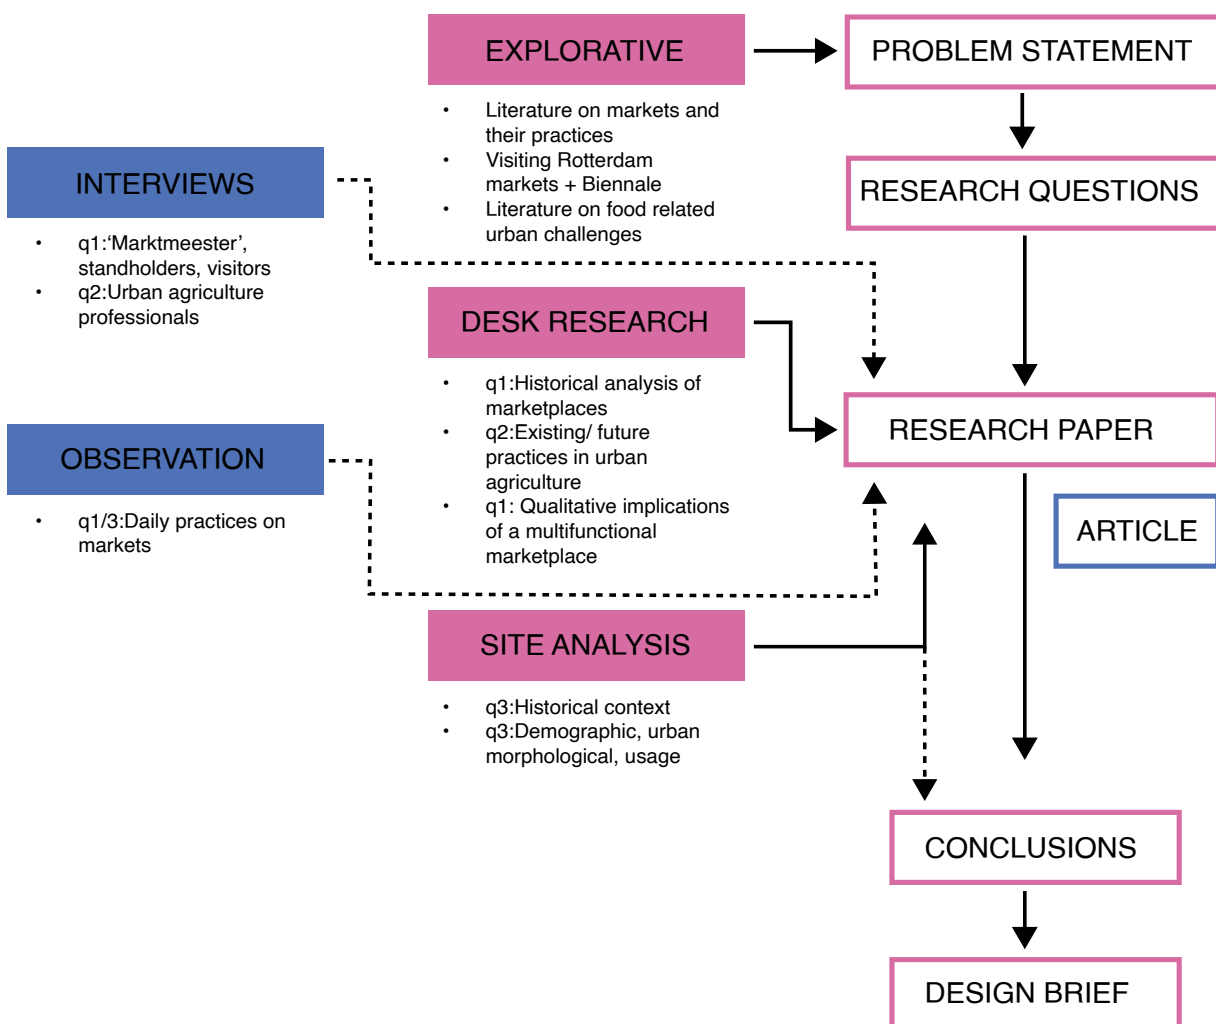 EXPLORATIVE
• Literature on markets and
their practices
• Visiting Rotterdam
markets + Biennale
• Literature on food related
urban challenges
PROBLEM STATEMENT
RESEARCH QUESTIONS
INTERVIEWS
• q1:‘Marktmeester’,
standholders, visitors
• q2:Urban agriculture
professionals
DESK RESEARCH
• q1:Historical analysis of
marketplaces
• q2:Existing/ future
practices in urban
agriculture
• q1: Qualitative implications
of a multifunctional
marketplace
RESEARCH PAPER
OBSERVATION
• q1/3:Daily practices on
markets
ARTICLE
SITE ANALYSIS
• q3:Historical context
• q3:Demographic, urban
morphological, usage
CONCLUSIONS
DESIGN BRIEF